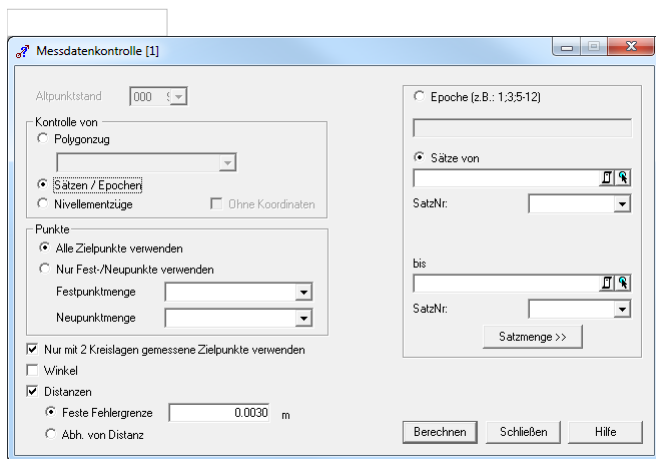 Messdatenkontrolle [1]
Altpunktstand 000
Kontrolle von
Polygonzug
Sätzen / Epochen
Nivellementzüge Ohne Koordinaten
Punkte
Alle Zielpunkte verwenden
Nur Fest-/Neupunkte verwenden
Festpunktmenge
Neupunktmenge
Nur mit 2 Kreislagen gemessene Zielpunkte verwenden
Winkel
Distanzen
Feste Fehlergrenze 0.0030 m
Abh. von Distanz
Epoche (z.B.: 1;3;5-12)
Sätze von
SatzNr:
bis
SatzNr:
Satzmenge >>
Berechnen Schließen Hilfe